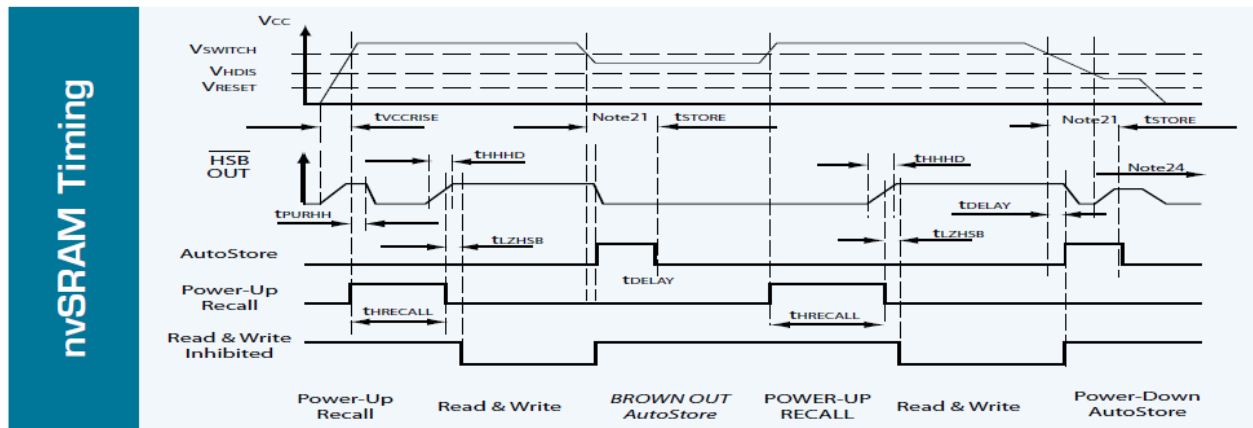 nvSRAM Timing
VCC
VSWITCH
VHDIS
VRESET
tVCCRISE
Note21
tSTORE
Note21
tSTORE
HSB
OUT
tHHHD
tHHHD
Note24
tPURHH
tDELAY
tLZHSB
tLZHSB
AutoStore
tDELAY
Power-Up
Recall
tHRECALL
tHRECALL
Read & Write
Inhibited
Power-Up
Recall
Read & Write
BROWN OUT
AutoStore
POWER-UP
RECALL
Read & Write
Power-Down
AutoStore